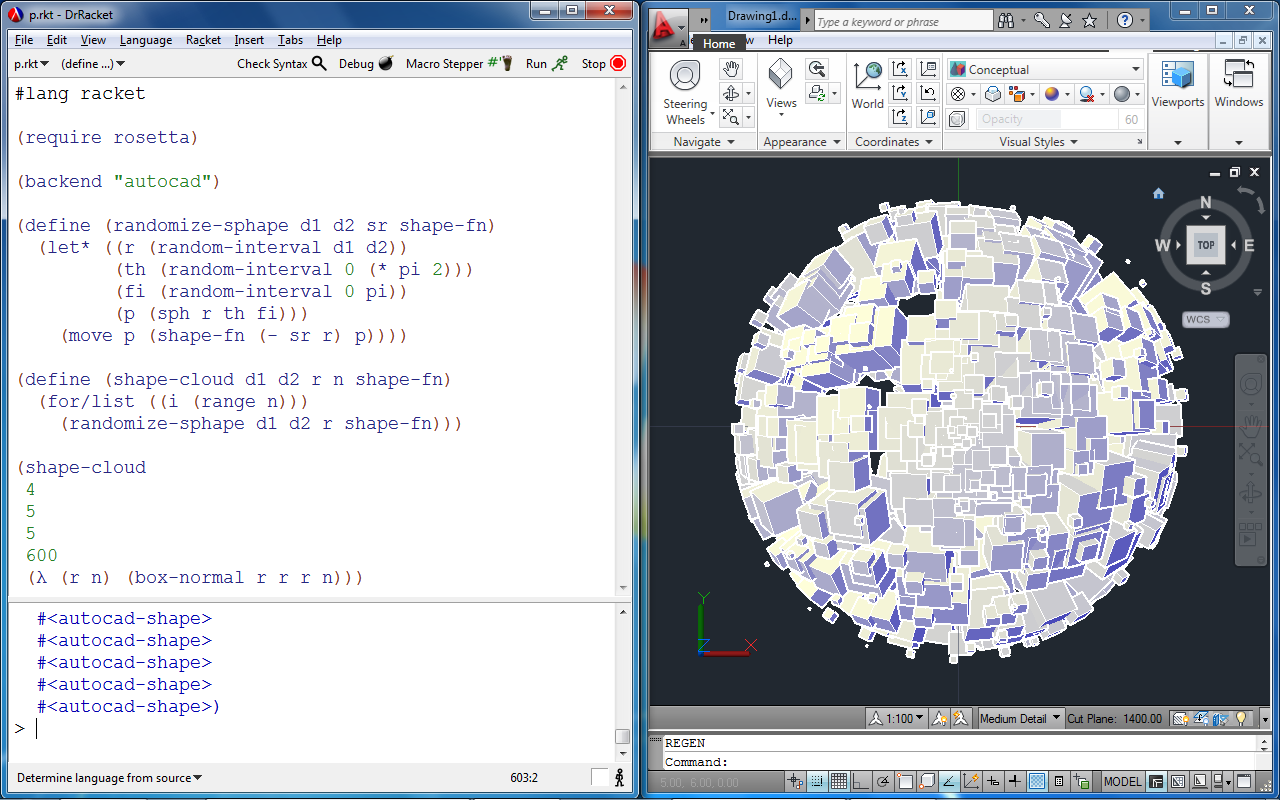 p.rkt - DrRacket
File Edit View Language Racket Insert Tabs Help
p.rkt (define ...) Check Syntax Debug Macro Stepper #' Run Stop
#lang racket
(require rosetta)
(backend "autocad")
(define (randomize-sphape d1 d2 sr shape-fn)
(let* ((r (random-interval d1 d2))
(th (random-interval 0 (* pi 2)))
(fi (random-interval 0 pi))
(p (sph r th fi)))
(move p (shape-fn (- sr r) p))))
(define (shape-cloud d1 d2 r n shape-fn)
(for/list ((i (range n)))
(randomize-sphape d1 d2 r shape-fn)))
(shape-cloud
4
5
5
600
(λ (r n) (box-normal r r r n)))
#<autocad-shape>
#<autocad-shape>
#<autocad-shape>
#<autocad-shape>
#<autocad-shape>)
>
Determine language from source 603:2
Drawing1.d... Type a keyword or phrase
Home Help
Steering Wheels
Views
World
Conceptual
Opacity 60
Viewports
Windows
Navigate Appearance Coordinates Visual Styles
N
W TOP E
S
WCS
Y
Z X
1:100 Medium Detail Cut Plane: 1400.00
REGEN
Command:
5.00, 6.00, 0.00 MODEL